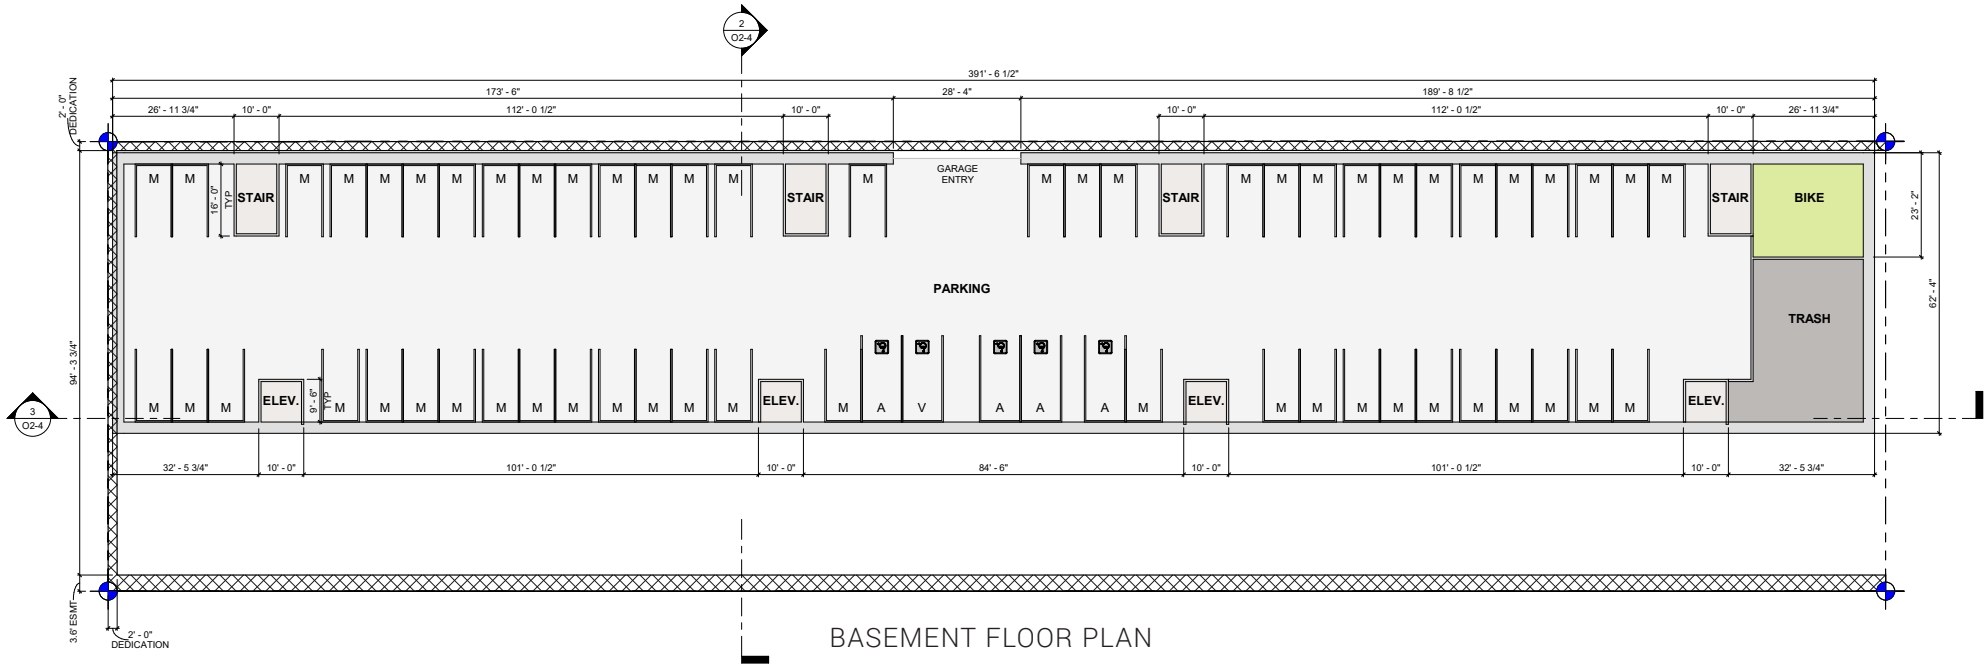 2
O2-4
391' - 6 1/2"
173' - 6"
28' - 4"
189' - 8 1/2"
26' - 11 3/4"
10' - 0"
112' - 0 1/2"
10' - 0"
10' - 0"
112' - 0 1/2"
10' - 0"
26' - 11 3/4"
2' - 0"
DEDICATION
GARAGE
ENTRY
M M M M M M M M M M M M M M M M M M M M M M M M M M M M M M
16' - 0"
TYP
STAIR
STAIR
STAIR
STAIR
BIKE
23' - 2"
PARKING
62' - 4"
TRASH
94' - 3 3/4"
9' - 6"
TYP
ELEV.
ELEV.
ELEV.
ELEV.
M M M M M M M M M M M M M M M A V A A A M M M M M M M M M M M
3
O2-4
32' - 5 3/4"
10' - 0"
101' - 0 1/2"
10' - 0"
84' - 6"
10' - 0"
101' - 0 1/2"
10' - 0"
32' - 5 3/4"
3.6' ESMT
2' - 0"
DEDICATION
BASEMENT FLOOR PLAN